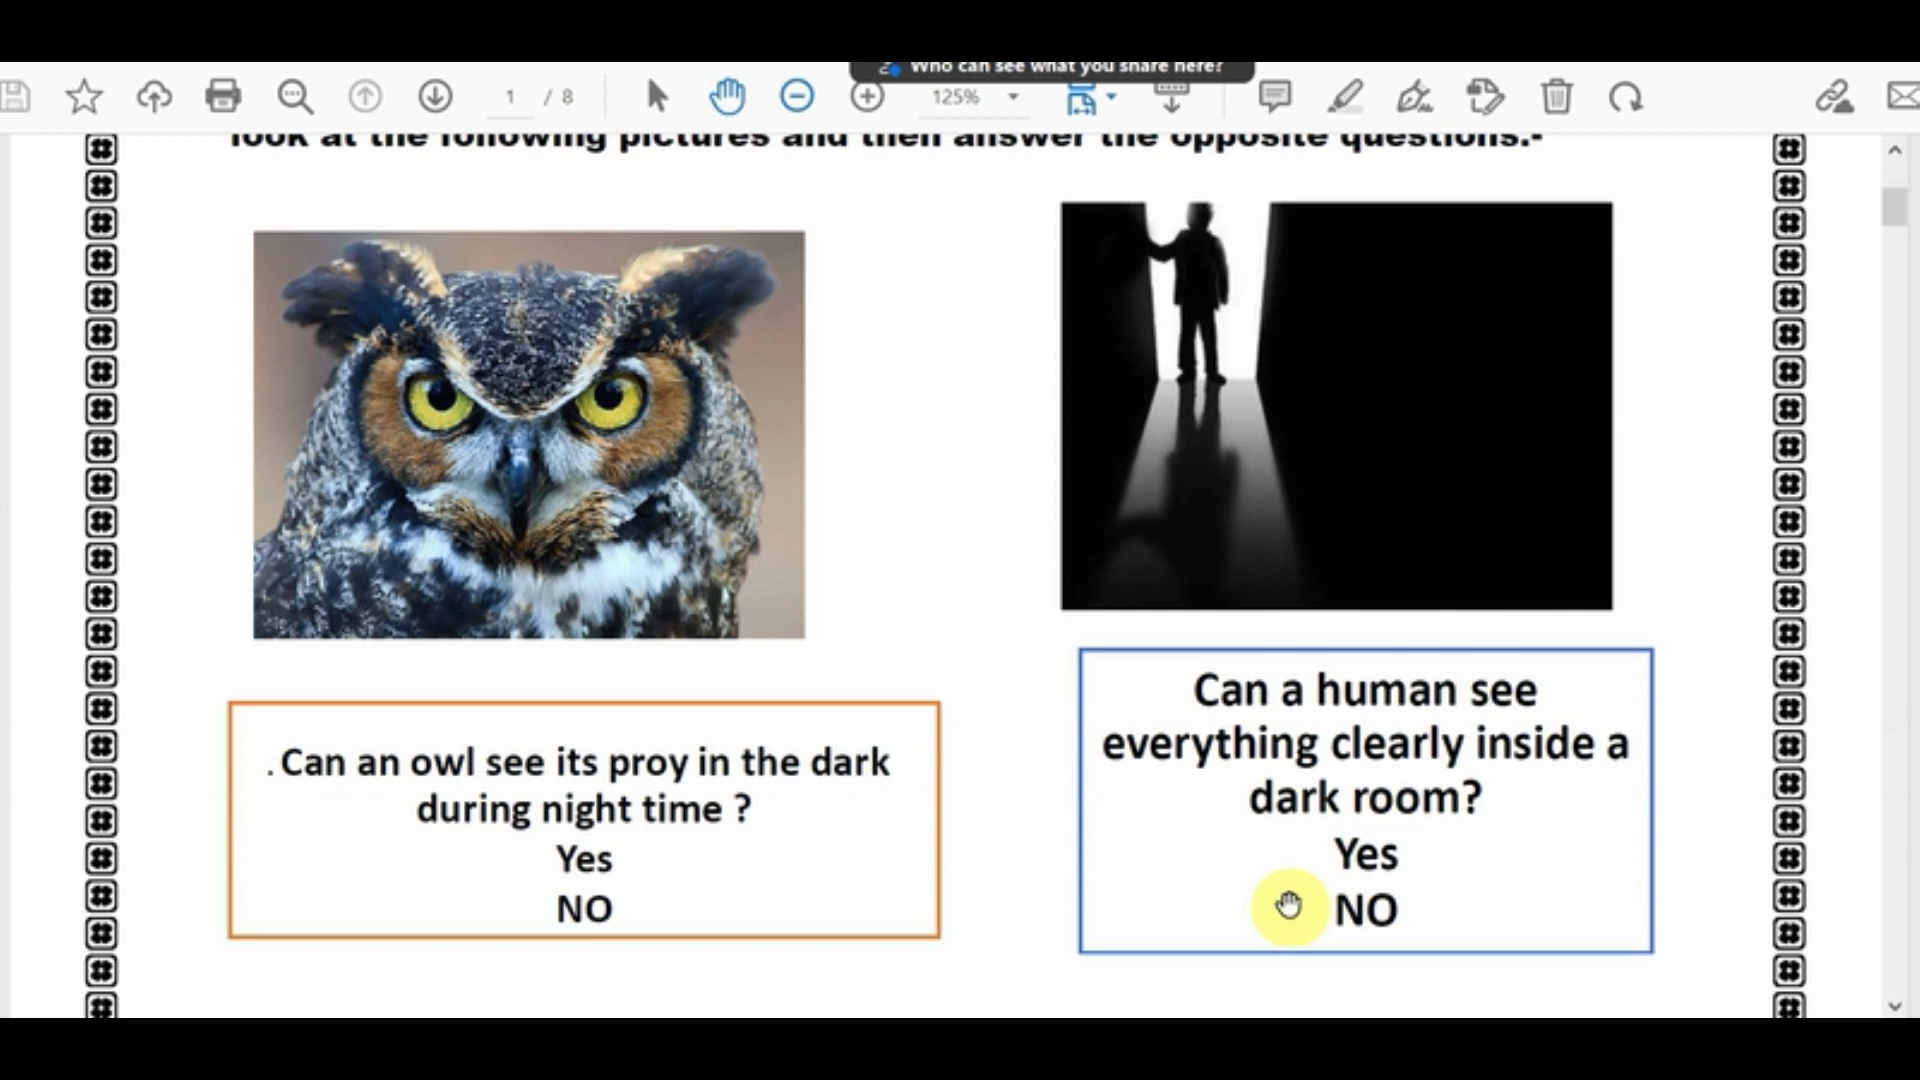 Who can see what you share here?
1 / 8
125%
look at the following pictures and then answer the opposite questions.-
. Can an owl see its proy in the dark
during night time ?
Yes
NO
Can a human see
everything clearly inside a
dark room?
Yes
NO